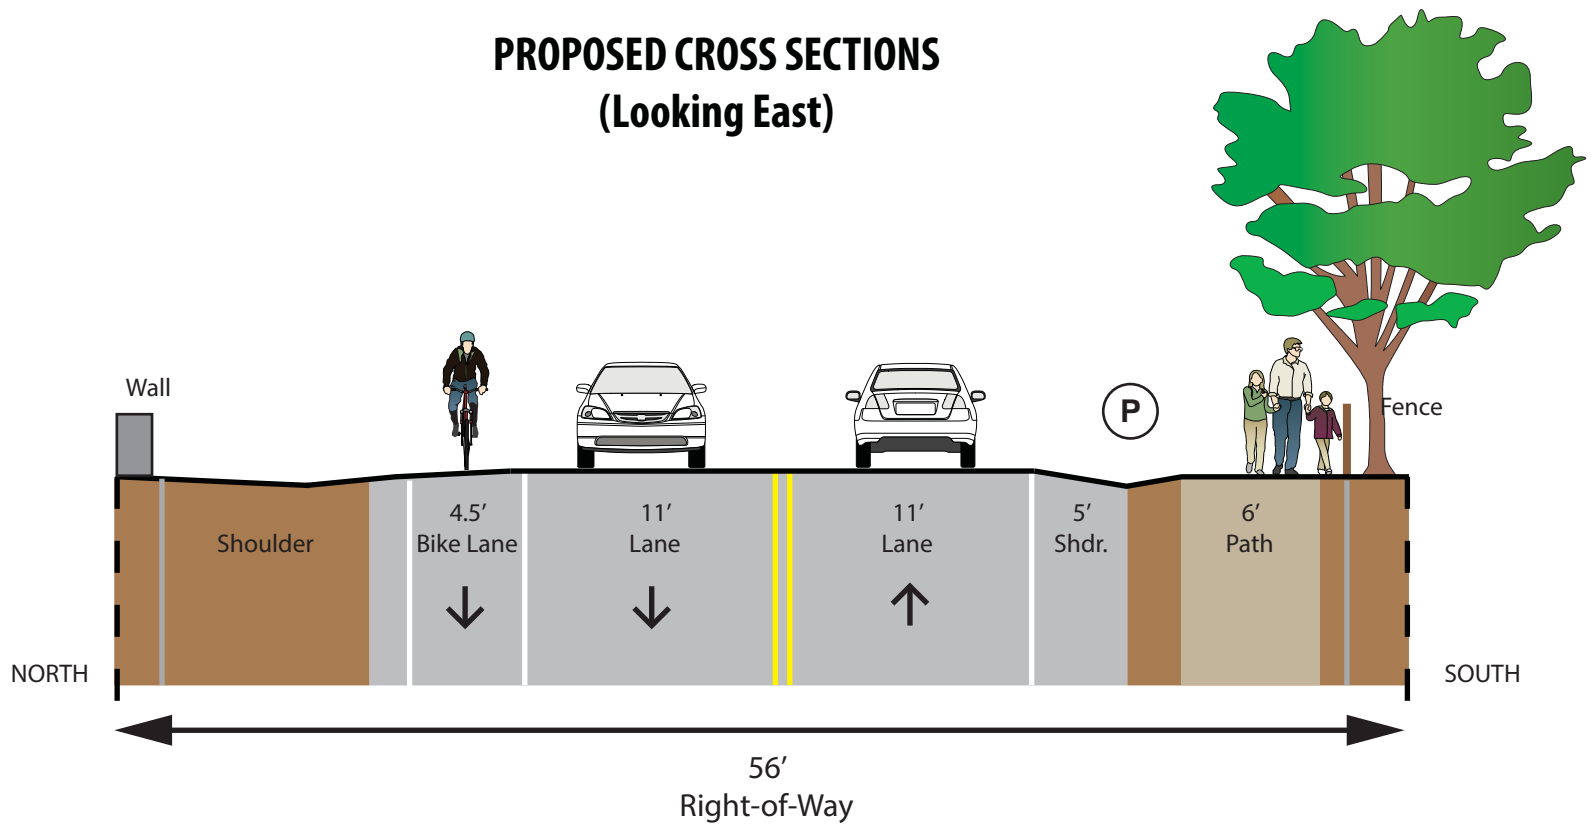 PROPOSED CROSS SECTIONS
(Looking East)
Wall
P
Fence
Shoulder
4.5’
Bike Lane
11’
Lane
11’
Lane
5’
Shdr.
6’
Path
NORTH
SOUTH
56’
Right-of-Way